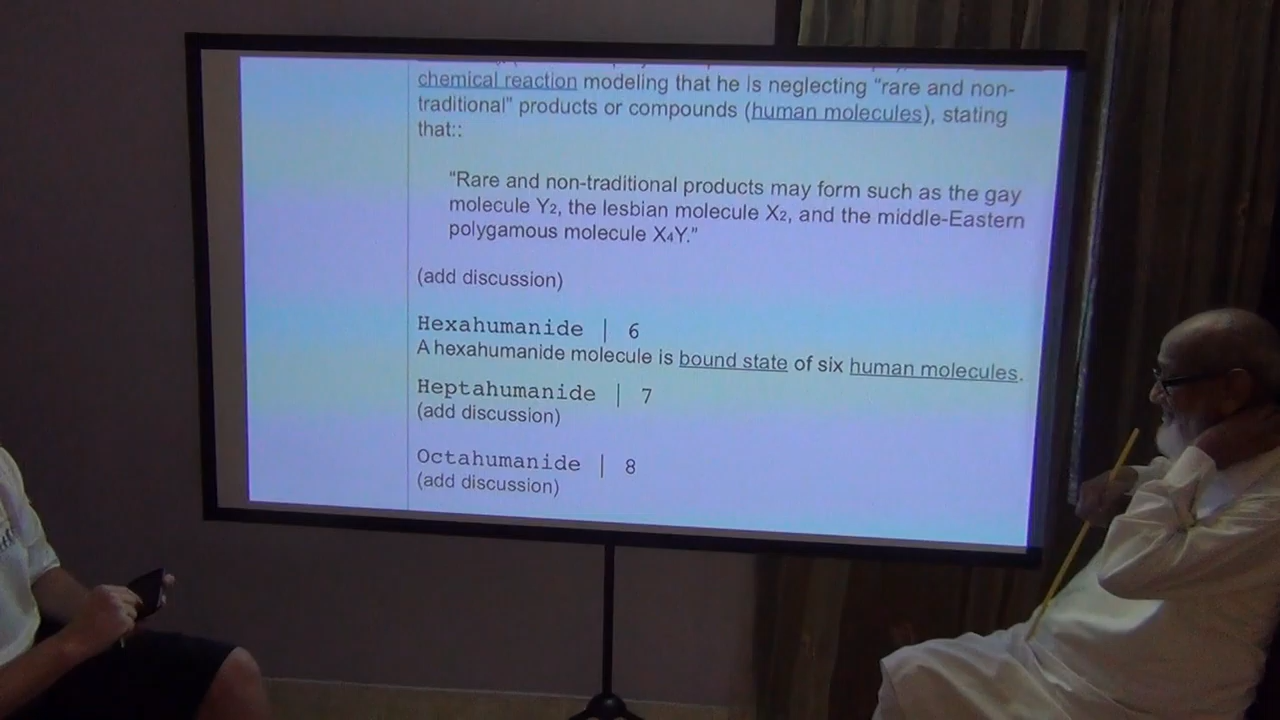 chemical reaction modeling that he is neglecting “rare and non-
traditional” products or compounds (human molecules), stating
that::
“Rare and non-traditional products may form such as the gay
molecule Y2, the lesbian molecule X2, and the middle-Eastern
polygamous molecule X4Y.”
(add discussion)
Hexahumanide | 6
A hexahumanide molecule is bound state of six human molecules.
Heptahumanide | 7
(add discussion)
Octahumanide | 8
(add discussion)